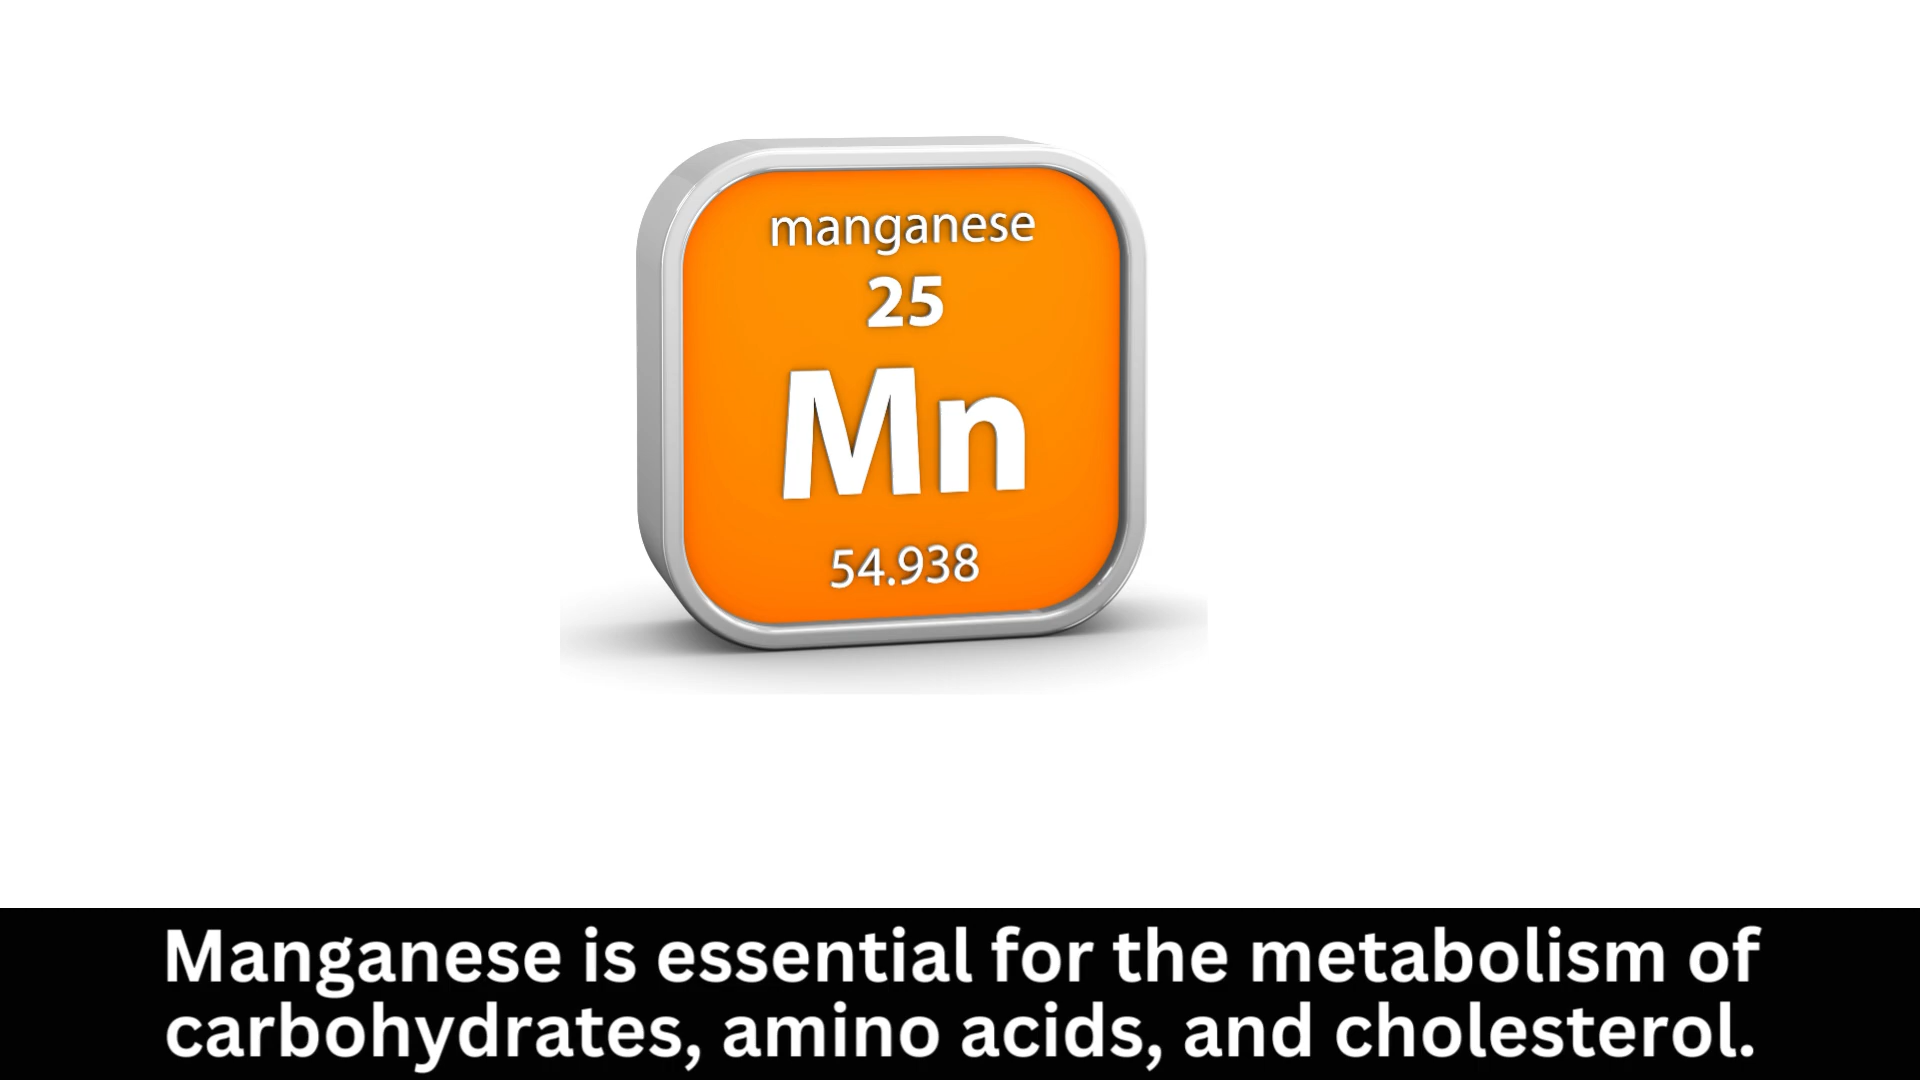 manganese
25
Mn
54.938
Manganese is essential for the metabolism of
carbohydrates, amino acids, and cholesterol.